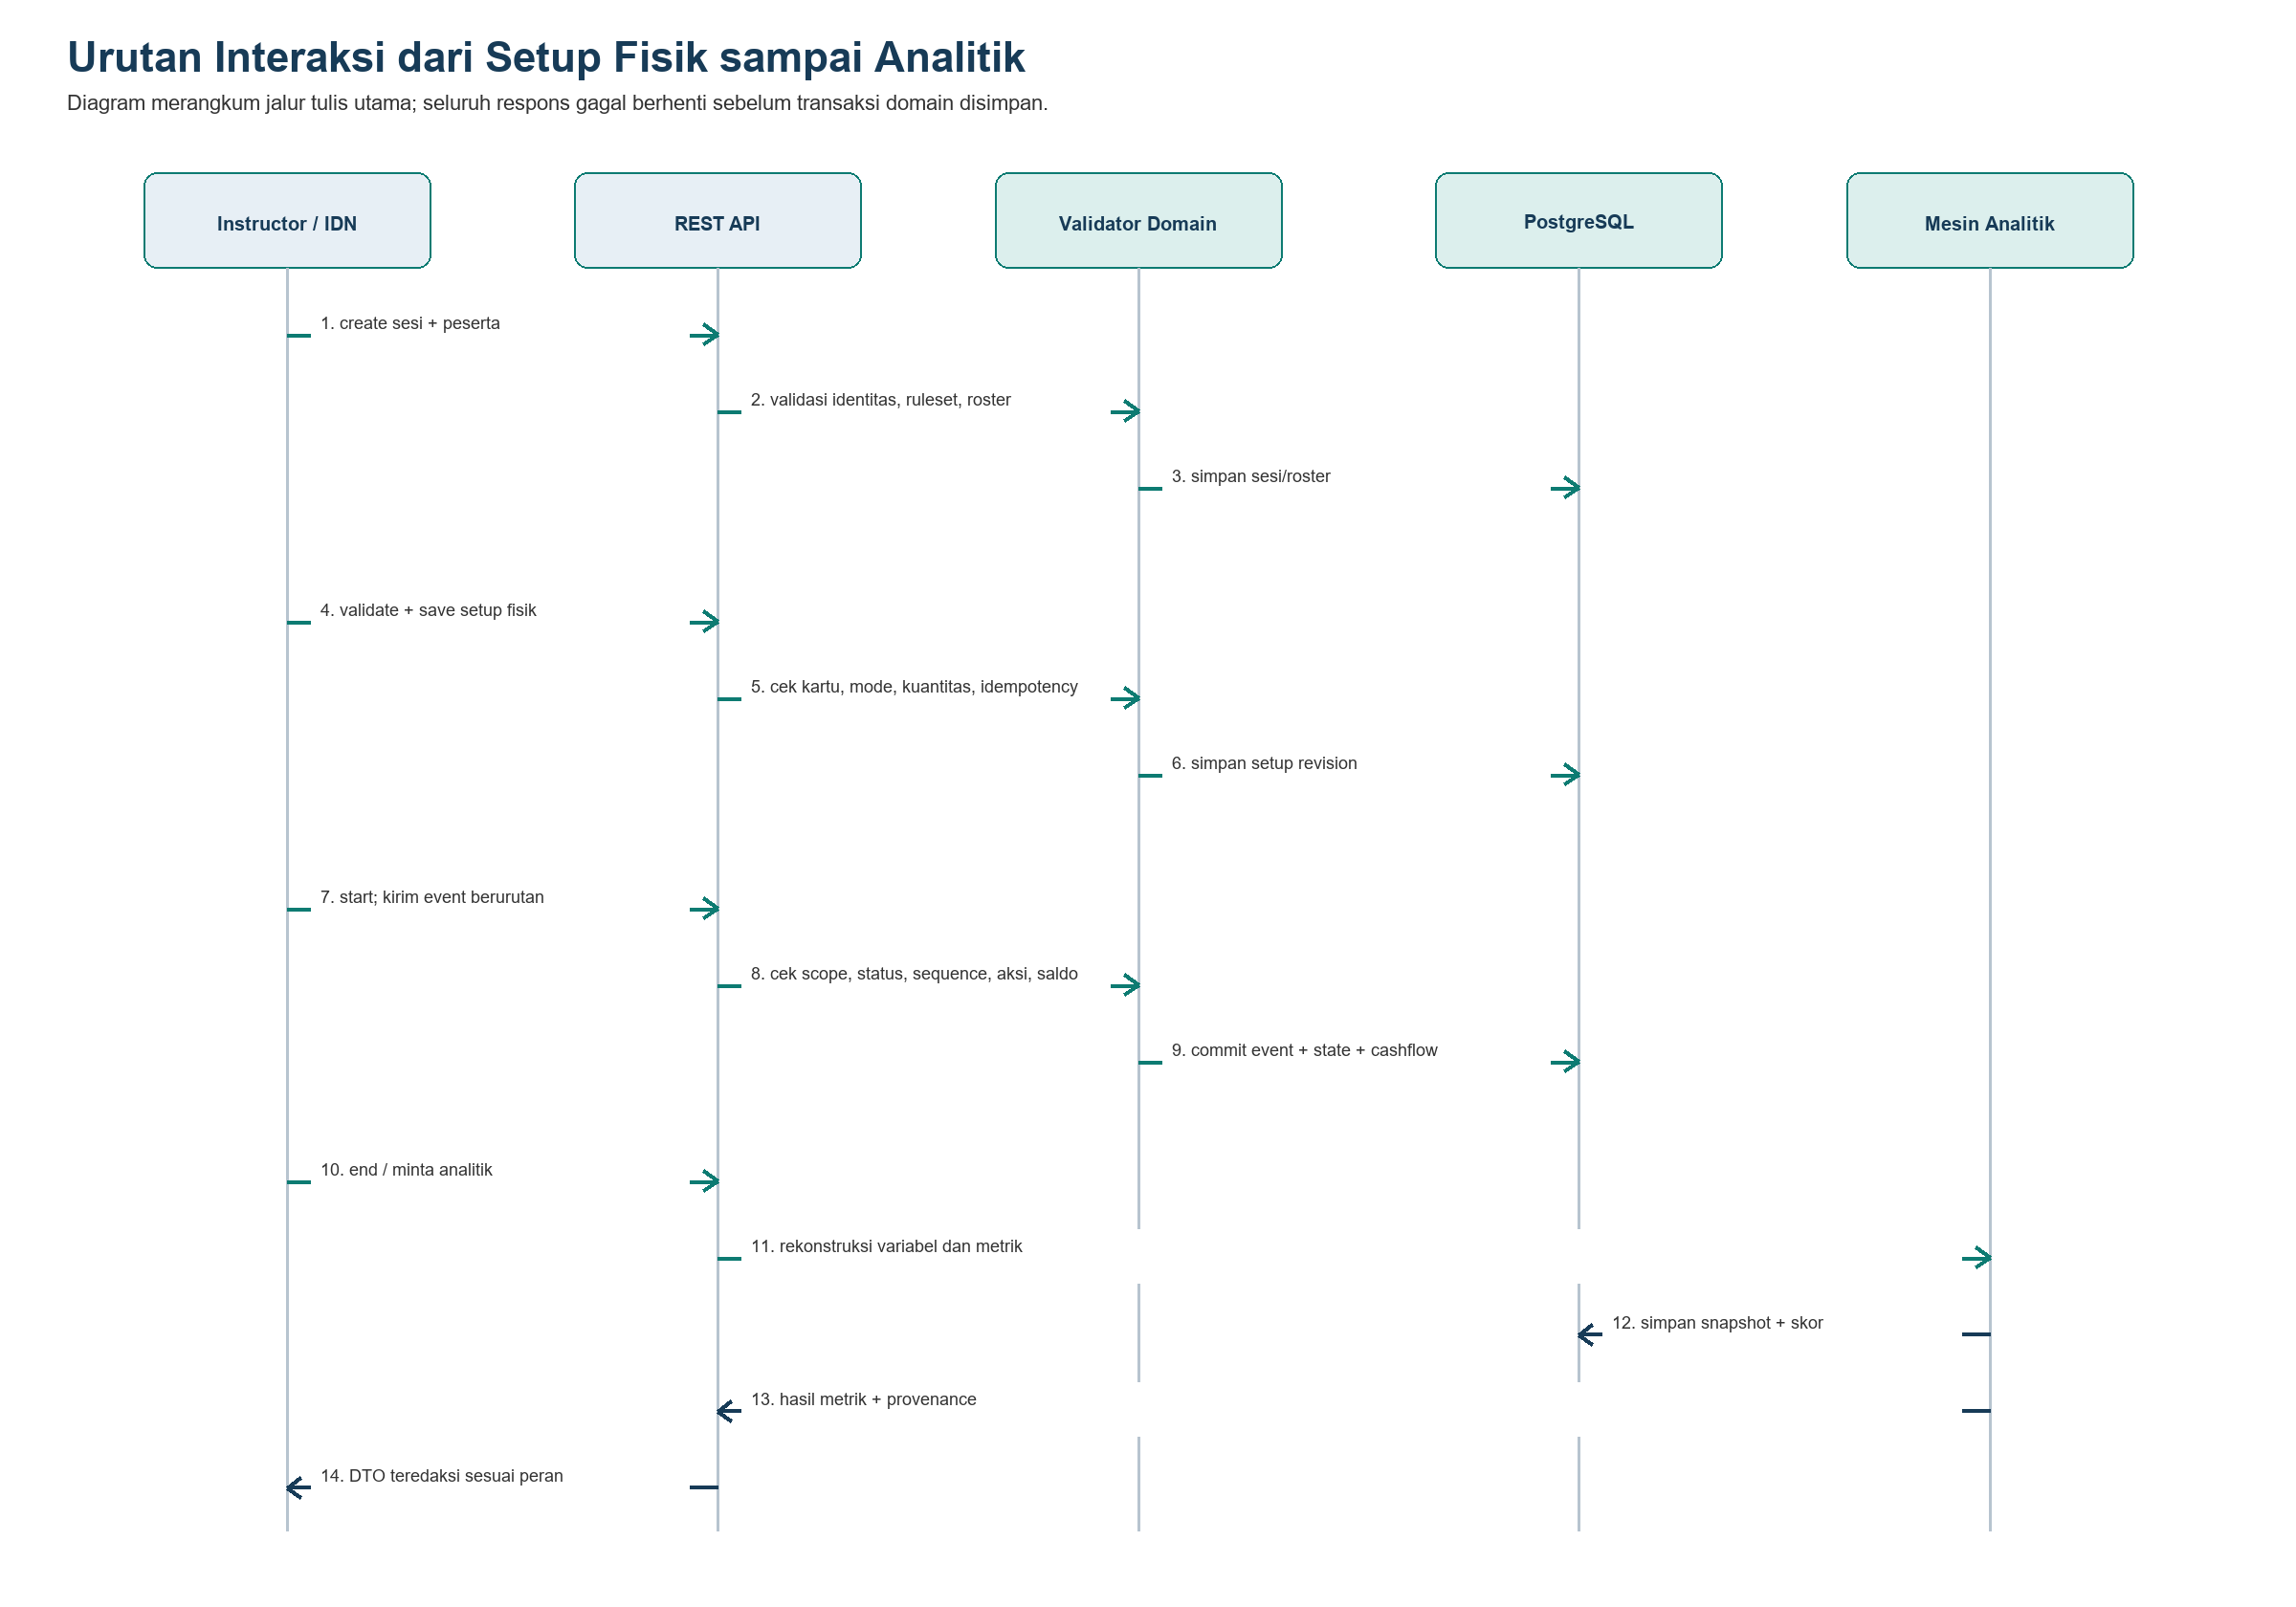 Urutan Interaksi dari Setup Fisik sampai Analitik
Diagram merangkum jalur tulis utama; seluruh respons gagal berhenti sebelum transaksi domain disimpan.
Instructor / IDN
REST API
Validator Domain
PostgreSQL
Mesin Analitik
1. create sesi + peserta
2. validasi identitas, ruleset, roster
3. simpan sesi/roster
4. validate + save setup fisik
5. cek kartu, mode, kuantitas, idempotency
6. simpan setup revision
7. start; kirim event berurutan
8. cek scope, status, sequence, aksi, saldo
9. commit event + state + cashflow
10. end / minta analitik
11. rekonstruksi variabel dan metrik
12. simpan snapshot + skor
13. hasil metrik + provenance
14. DTO teredaksi sesuai peran